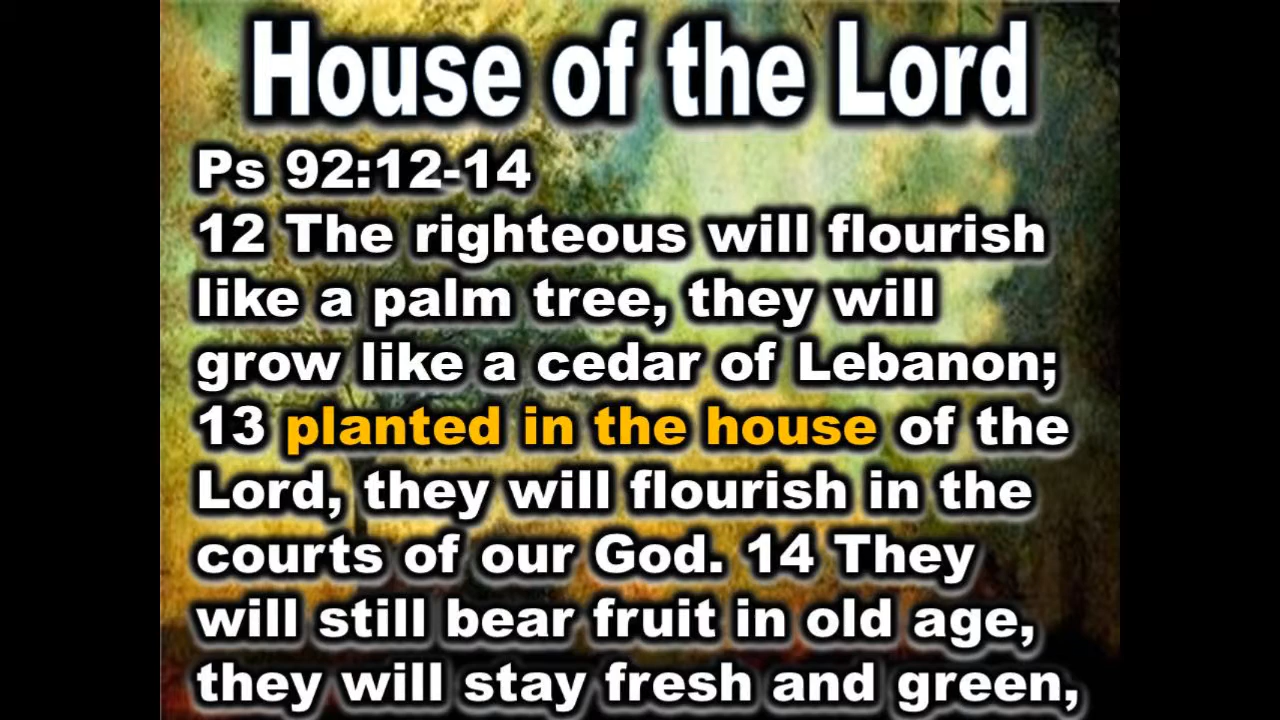 House of the Lord
Ps 92:12-14
12 The righteous will flourish
like a palm tree, they will
grow like a cedar of Lebanon;
13 planted in the house of the
Lord, they will flourish in the
courts of our God. 14 They
will still bear fruit in old age,
they will stay fresh and green,